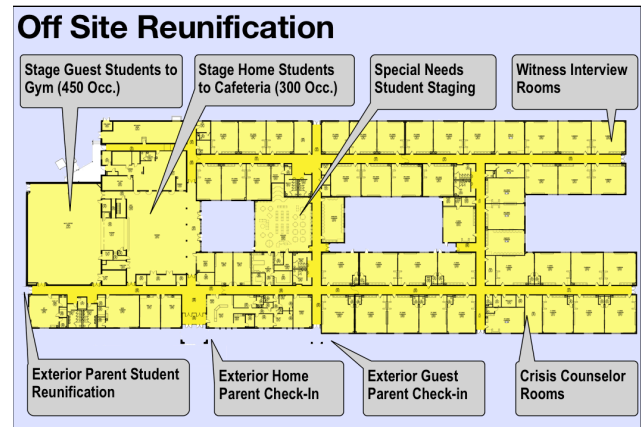 Off Site Reunification
Stage Guest Students to
Gym (450 Occ.)
Stage Home Students
to Cafeteria (300 Occ.)
Special Needs
Student Staging
Witness Interview
Rooms
Exterior Parent Student
Reunification
Exterior Home
Parent Check-In
Exterior Guest
Parent Check-in
Crisis Counselor
Rooms